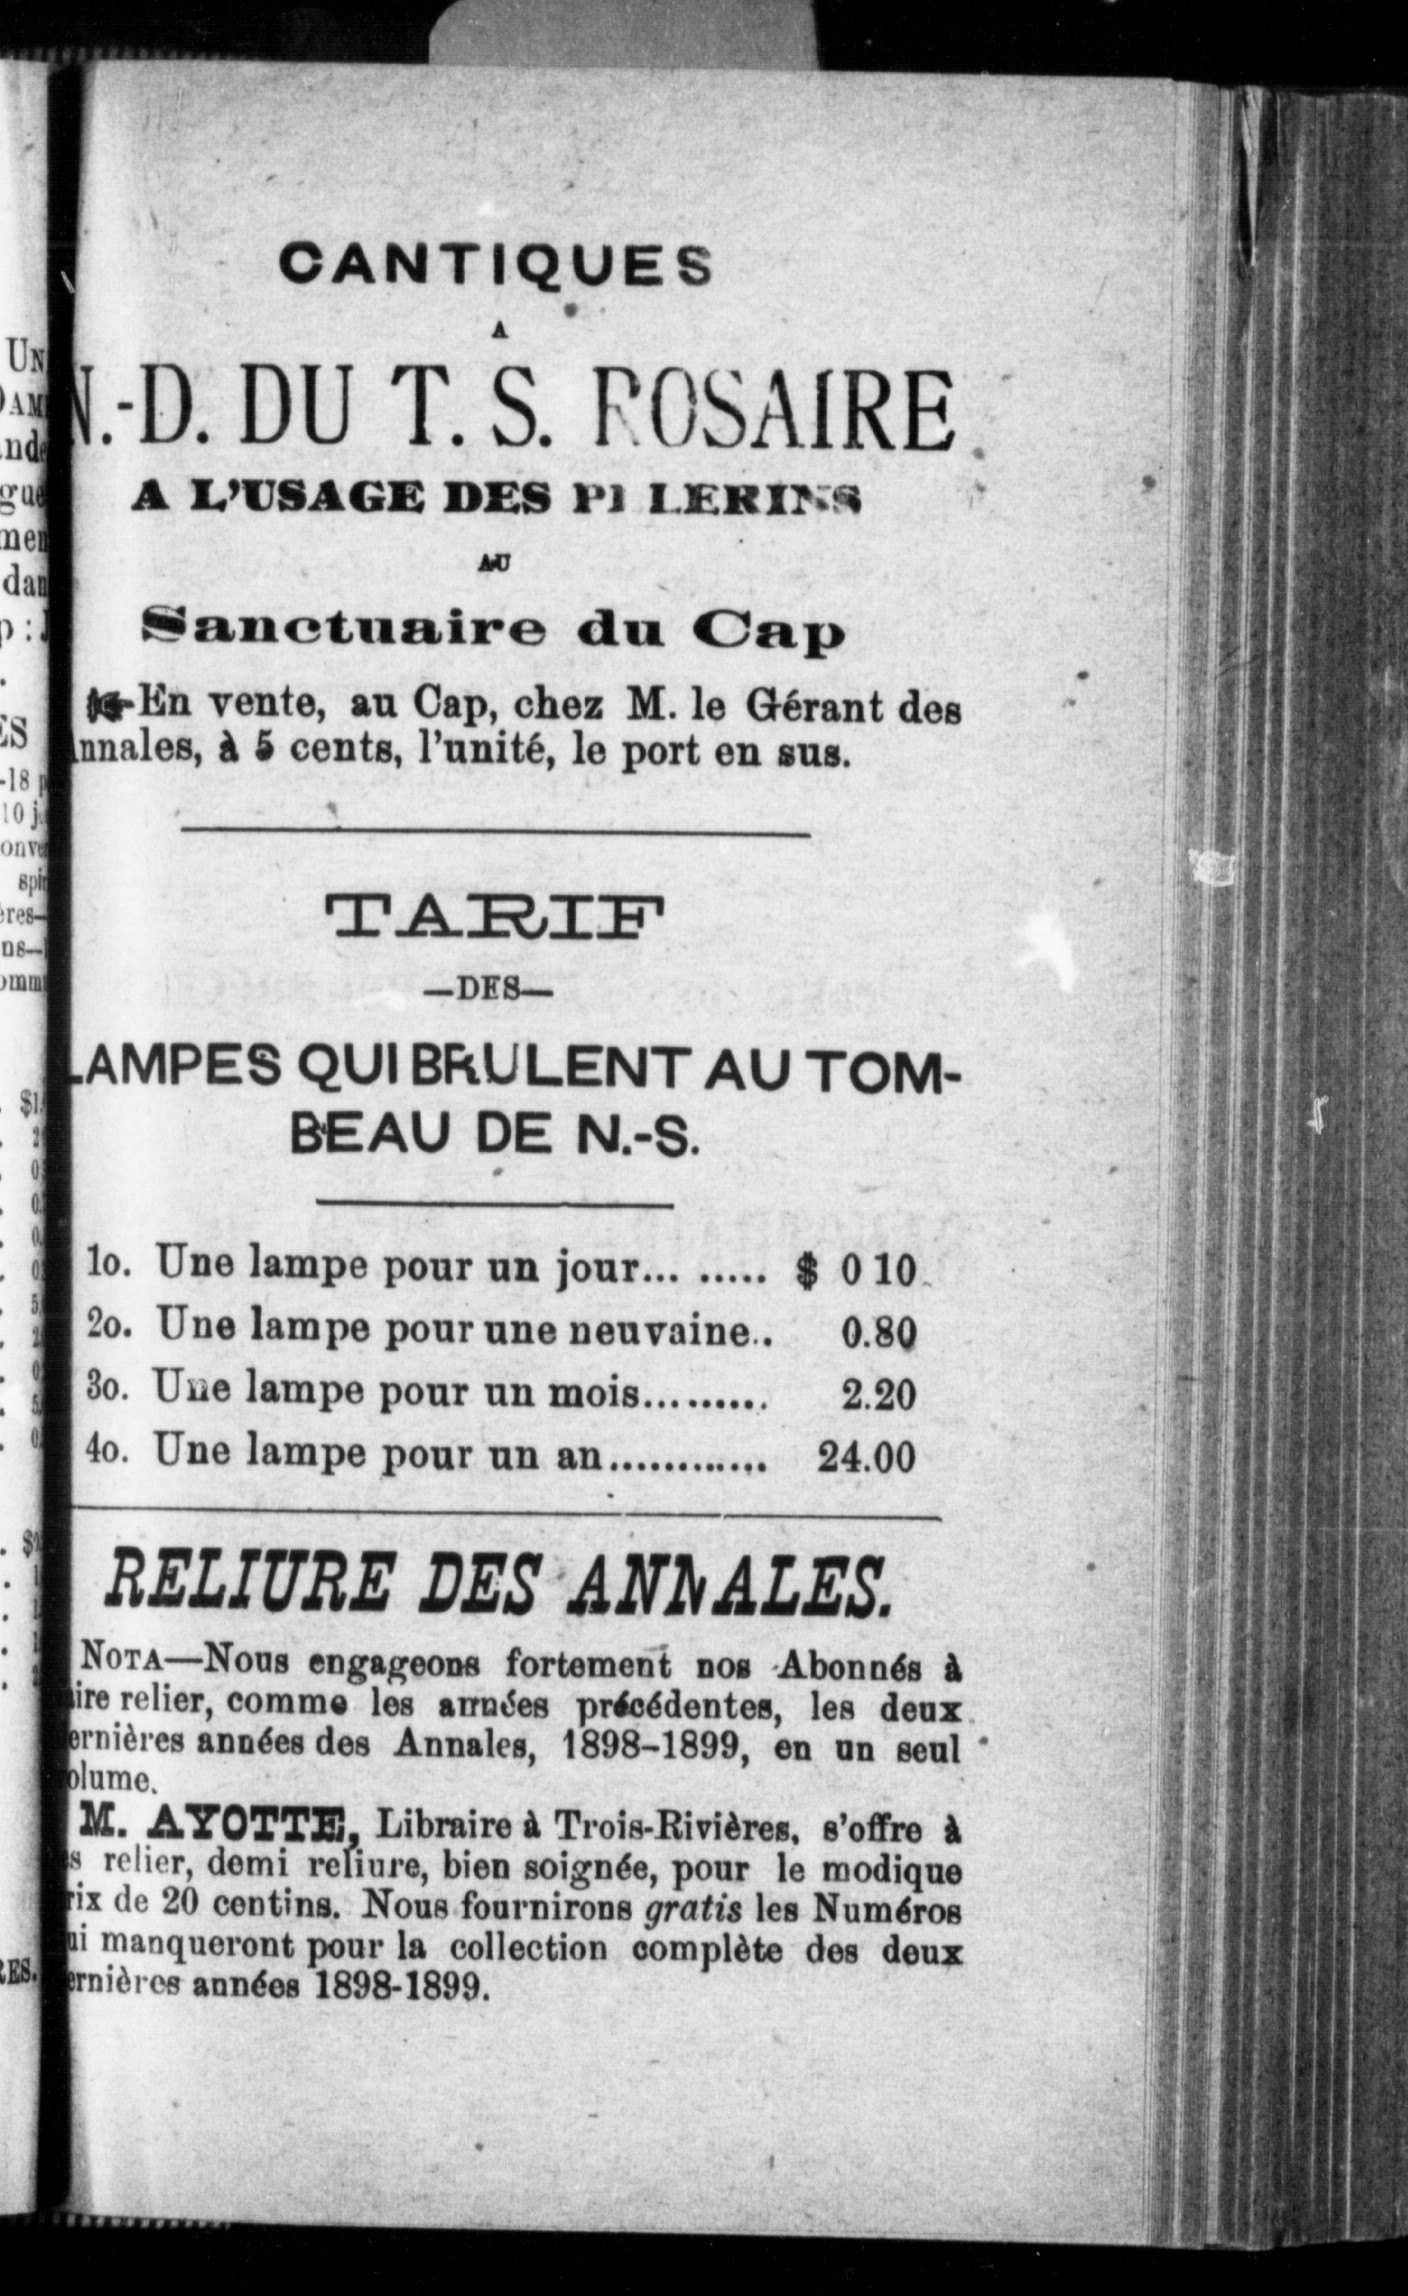 CANTIQUES
A
N.-D. DU T. S. ROSAIRE
A L'USAGE DES PELERINS
AU
Sanctuaire du Cap
En vente, au Cap, chez M. le Gérant des
Annales, à 5 cents, l'unité, le port en sus.
TARIF
—DES—
LAMPES QUI BRULENT AU TOM-
BEAU DE N.-S.
1o. Une lampe pour un jour... ..... $ 0 10
2o. Une lampe pour une neuvaine.. 0.80
3o. Une lampe pour un mois......... 2.20
4o. Une lampe pour un an............ 24.00
RELIURE DES ANNALES.
NOTA—Nous engageons fortement nos Abonnés à
aire relier, comme les années précédentes, les deux
ernières années des Annales, 1898-1899, en un seul
olume.
M. AYOTTE, Libraire à Trois-Rivières, s'offre à
s relier, demi reliure, bien soignée, pour le modique
rix de 20 centins. Nous fournirons gratis les Numéros
ui manqueront pour la collection complète des deux
ernières années 1898-1899.